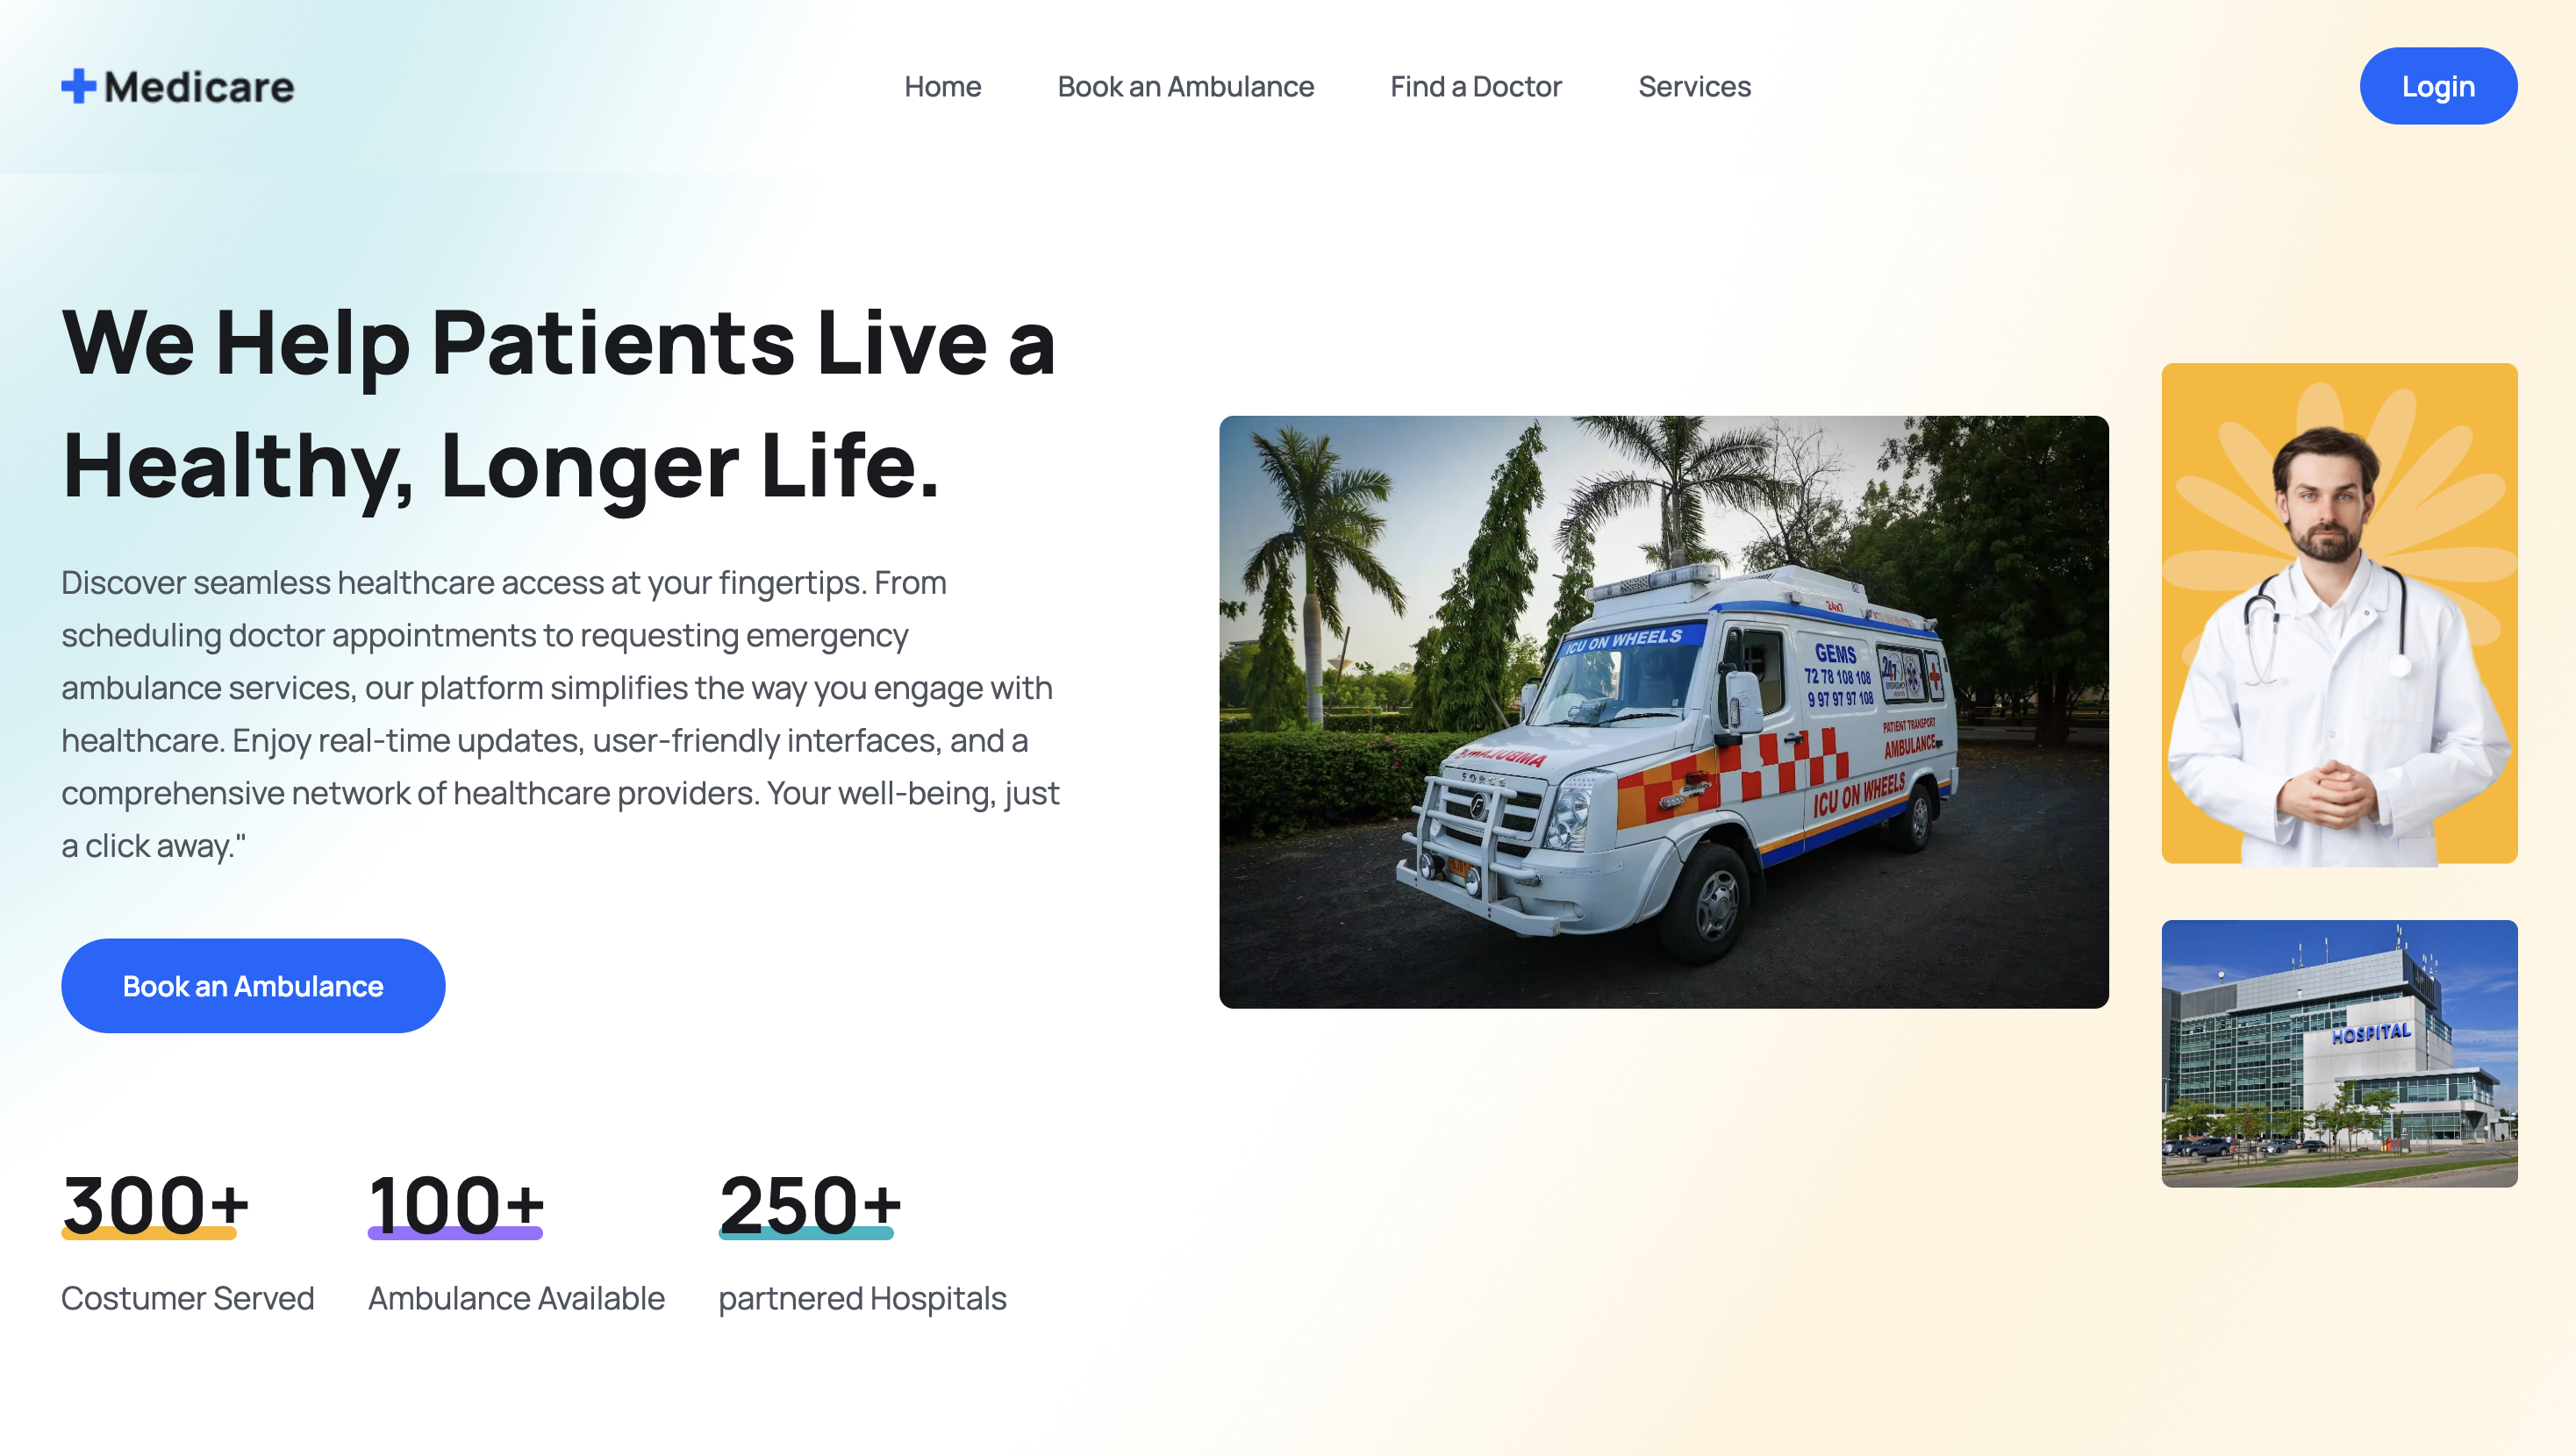 Medicare
Home
Book an Ambulance
Find a Doctor
Services
Login
We Help Patients Live a
Healthy, Longer Life.
Discover seamless healthcare access at your fingertips. From
scheduling doctor appointments to requesting emergency
ambulance services, our platform simplifies the way you engage with
healthcare. Enjoy real-time updates, user-friendly interfaces, and a
comprehensive network of healthcare providers. Your well-being, just
a click away."
Book an Ambulance
300+
Costumer Served
100+
Ambulance Available
250+
partnered Hospitals
24x7
ICU ON WHEELS
GEMS
72 78 108 108
9 97 97 97 108
24/7
PATIENT TRANSPORT
AMBULANCE
ICU ON WHEELS
AMBULANCE
HOSPITAL